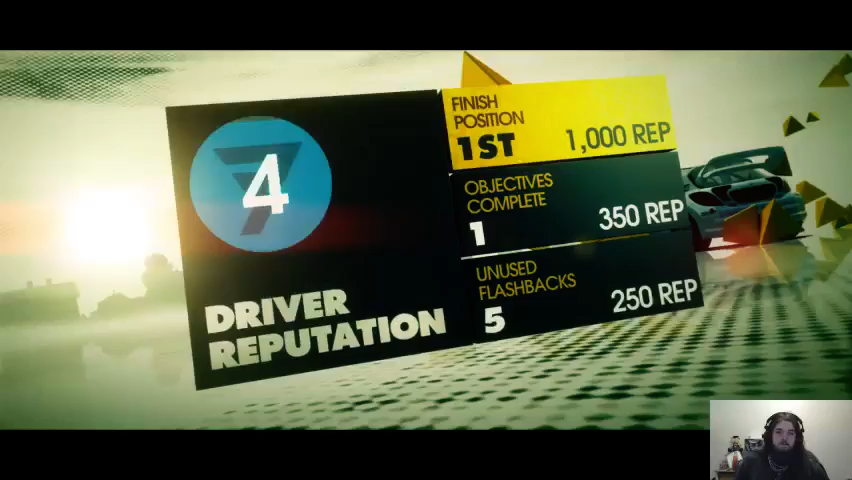 4
DRIVER
REPUTATION
FINISH
POSITION
1ST 1,000 REP
OBJECTIVES
COMPLETE
1 350 REP
UNUSED
FLASHBACKS
5 250 REP